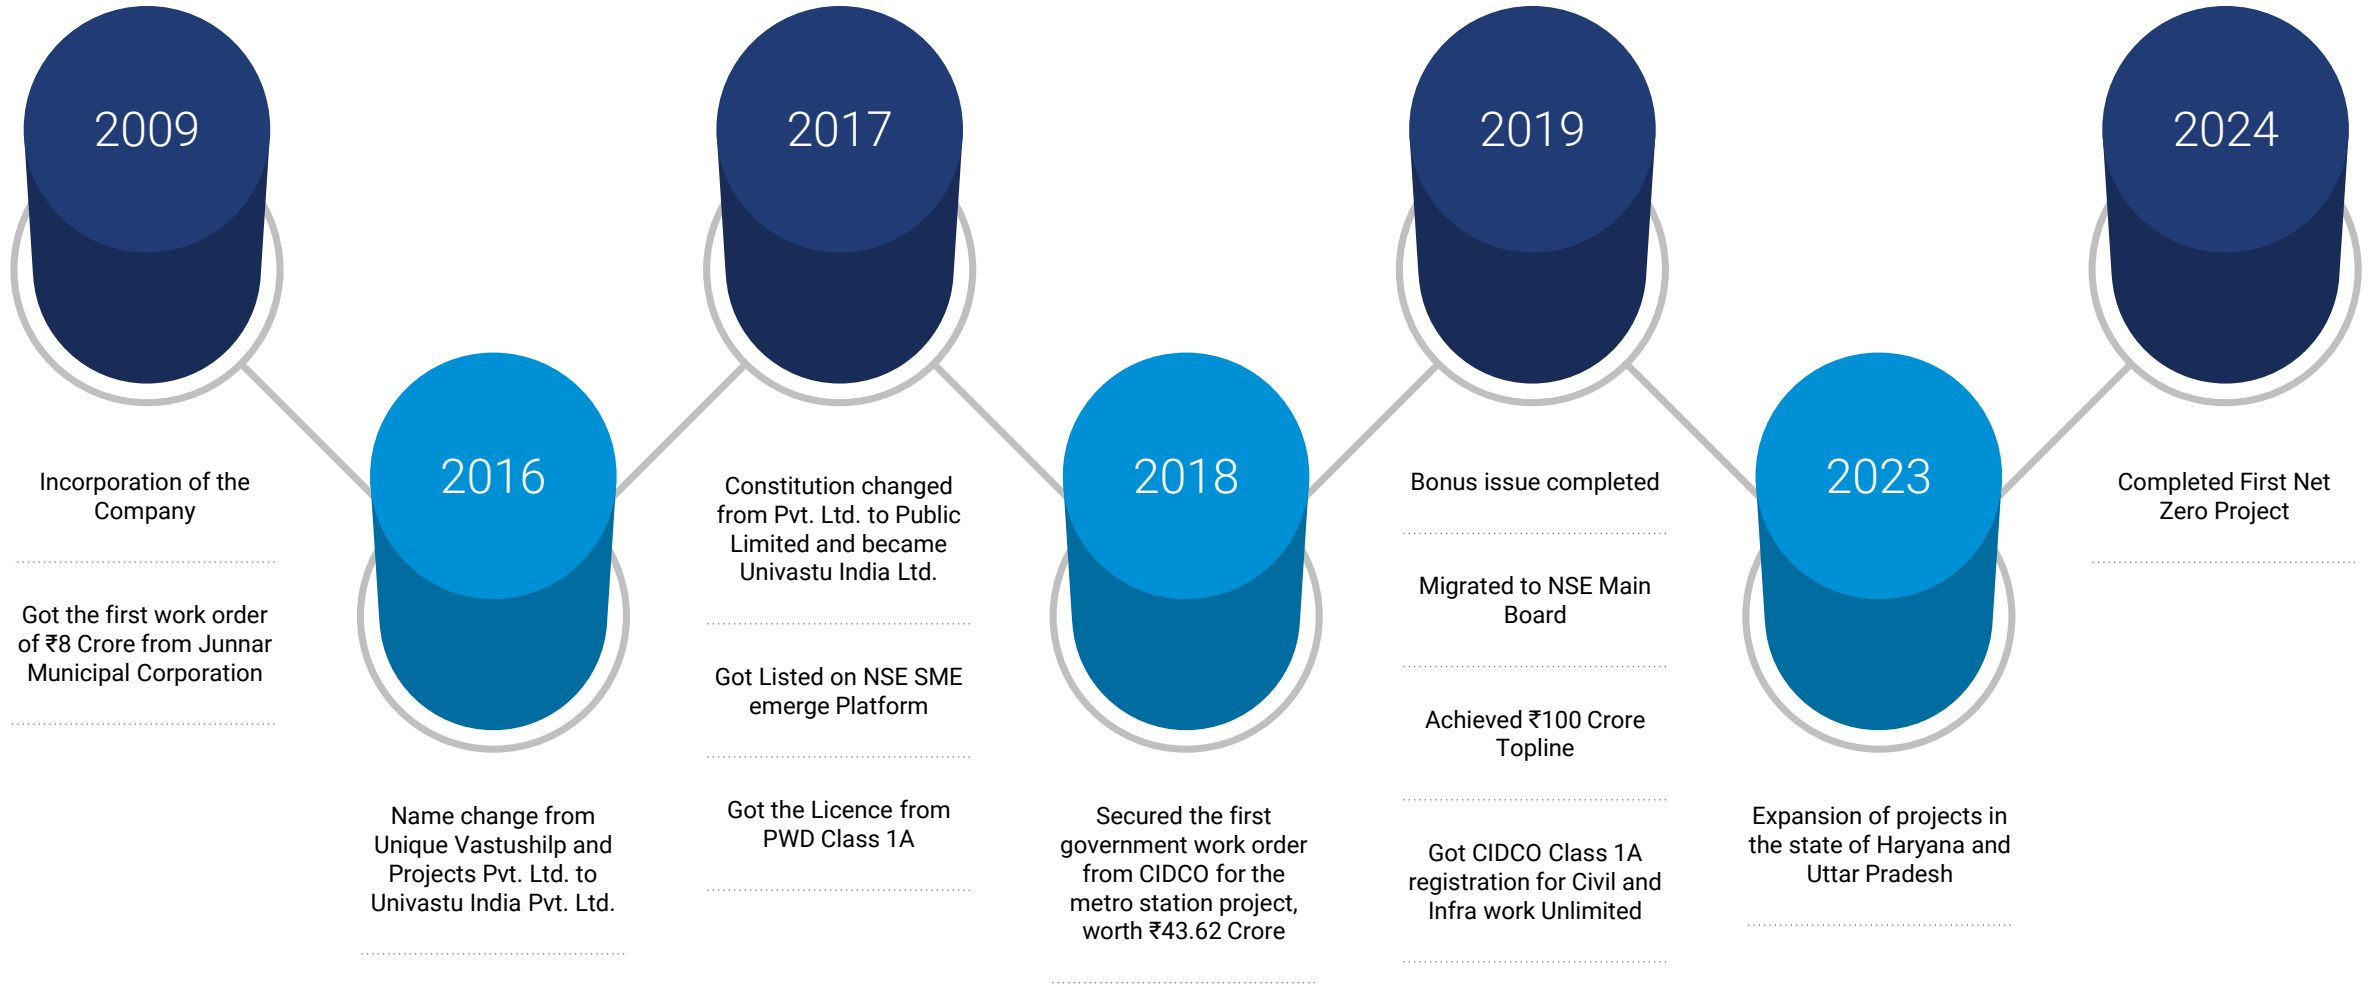 2009
Incorporation of the
Company
Got the first work order
of ₹8 Crore from Junnar
Municipal Corporation
2016
Name change from
Unique Vastushilp and
Projects Pvt. Ltd. to
Univastu India Pvt. Ltd.
2017
Constitution changed
from Pvt. Ltd. to Public
Limited and became
Univastu India Ltd.
Got Listed on NSE SME
emerge Platform
Got the Licence from
PWD Class 1A
2018
Secured the first
government work order
from CIDCO for the
metro station project,
worth ₹43.62 Crore
2019
Bonus issue completed
Migrated to NSE Main
Board
Achieved ₹100 Crore
Topline
Got CIDCO Class 1A
registration for Civil and
Infra work Unlimited
2023
Expansion of projects in
the state of Haryana and
Uttar Pradesh
2024
Completed First Net
Zero Project